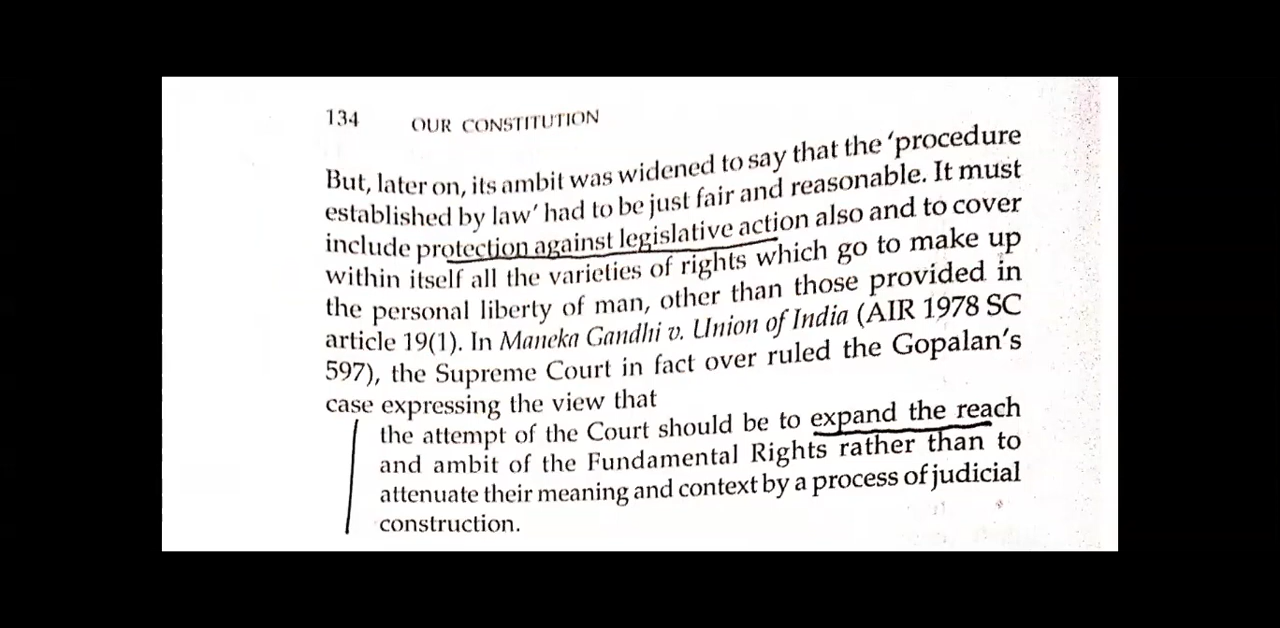 134 OUR CONSTITUTION
But, later on, its ambit was widened to say that the 'procedure
established by law' had to be just fair and reasonable. It must
include protection against legislative action also and to cover
within itself all the varieties of rights which go to make up
the personal liberty of man, other than those provided in
article 19(1). In Maneka Gandhi v. Union of India (AIR 1978 SC
597), the Supreme Court in fact over ruled the Gopalan's
case expressing the view that
the attempt of the Court should be to expand the reach
and ambit of the Fundamental Rights rather than to
attenuate their meaning and context by a process of judicial
construction.